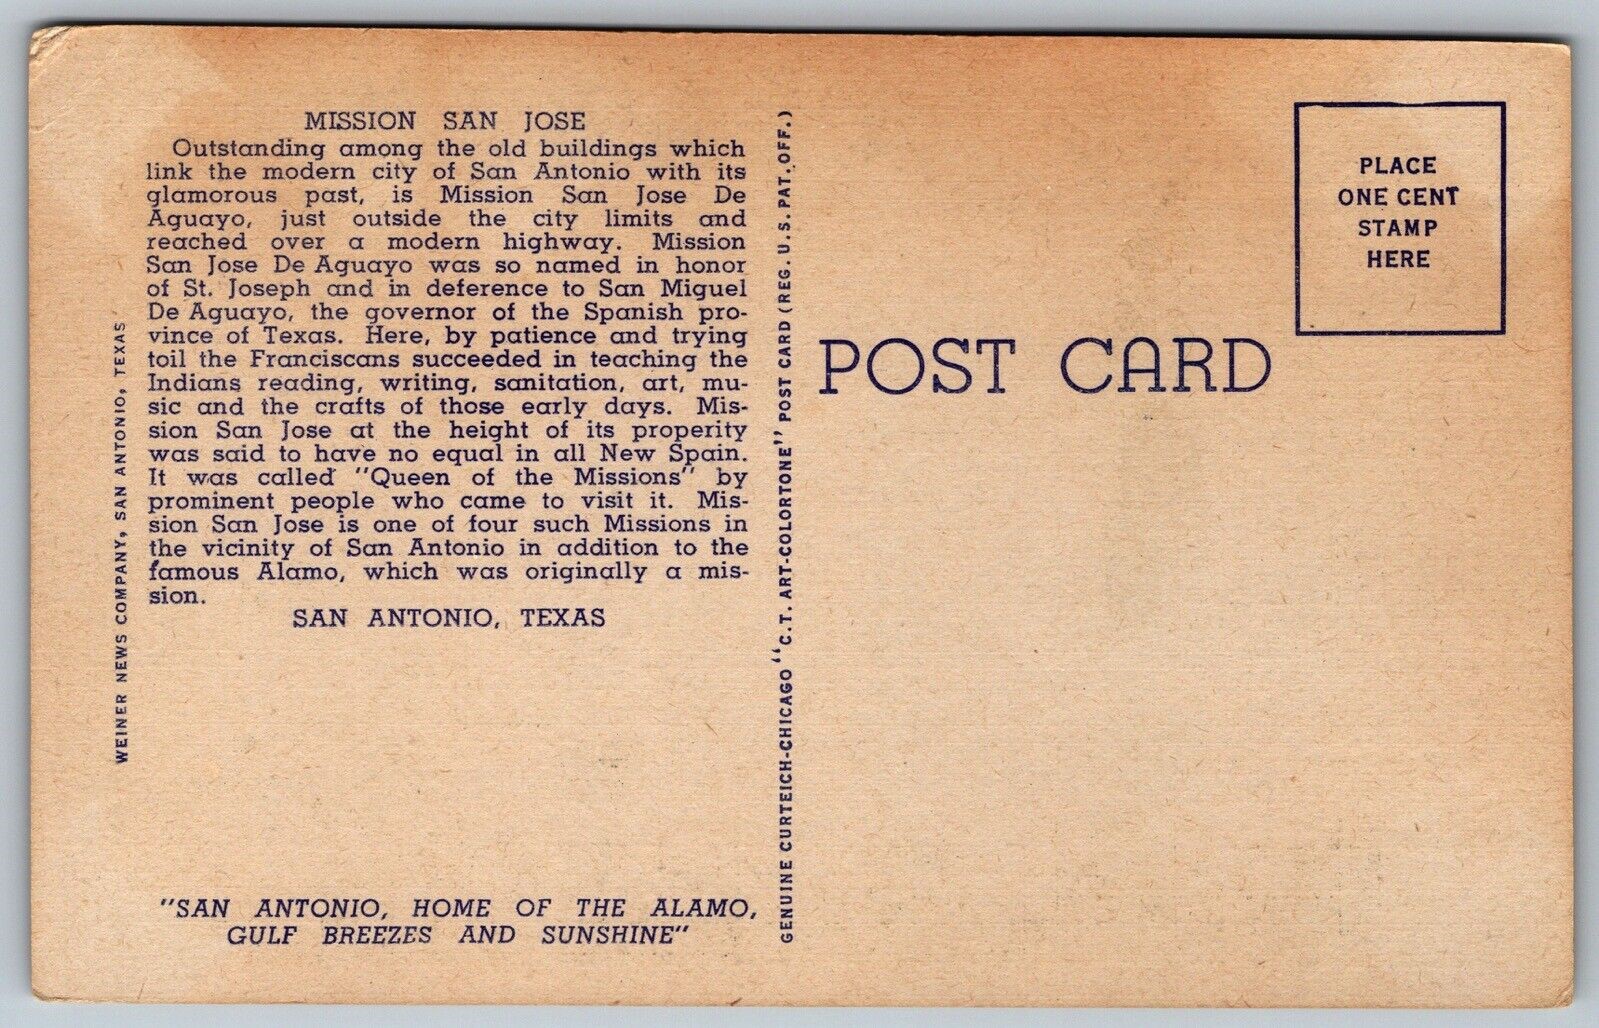 MISSION SAN JOSE
Outstanding among the old buildings which
link the modern city of San Antonio with its
glamorous past, is Mission San Jose De
Aguayo, just outside the city limits and
reached over a modern highway. Mission
San Jose De Aguayo was so named in honor
of St. Joseph and in deference to San Miguel
De Aguayo, the governor of the Spanish pro-
vince of Texas. Here, by patience and trying
toil the Franciscans succeeded in teaching the
Indians reading, writing, sanitation, art, mu-
sic and the crafts of those early days. Mis-
sion San Jose at the height of its properity
was said to have no equal in all New Spain.
It was called "Queen of the Missions" by
prominent people who came to visit it. Mis-
sion San Jose is one of four such Missions in
the vicinity of San Antonio in addition to the
famous Alamo, which was originally a mis-
sion.
SAN ANTONIO, TEXAS
WEINER NEWS COMPANY, SAN ANTONIO, TEXAS
"SAN ANTONIO, HOME OF THE ALAMO,
GULF BREEZES AND SUNSHINE"
GENUINE CURTEICH-CHICAGO "C.T. ART-COLORTONE" POST CARD (REG. U.S. PAT. OFF.)
POST CARD
PLACE
ONE CENT
STAMP
HERE